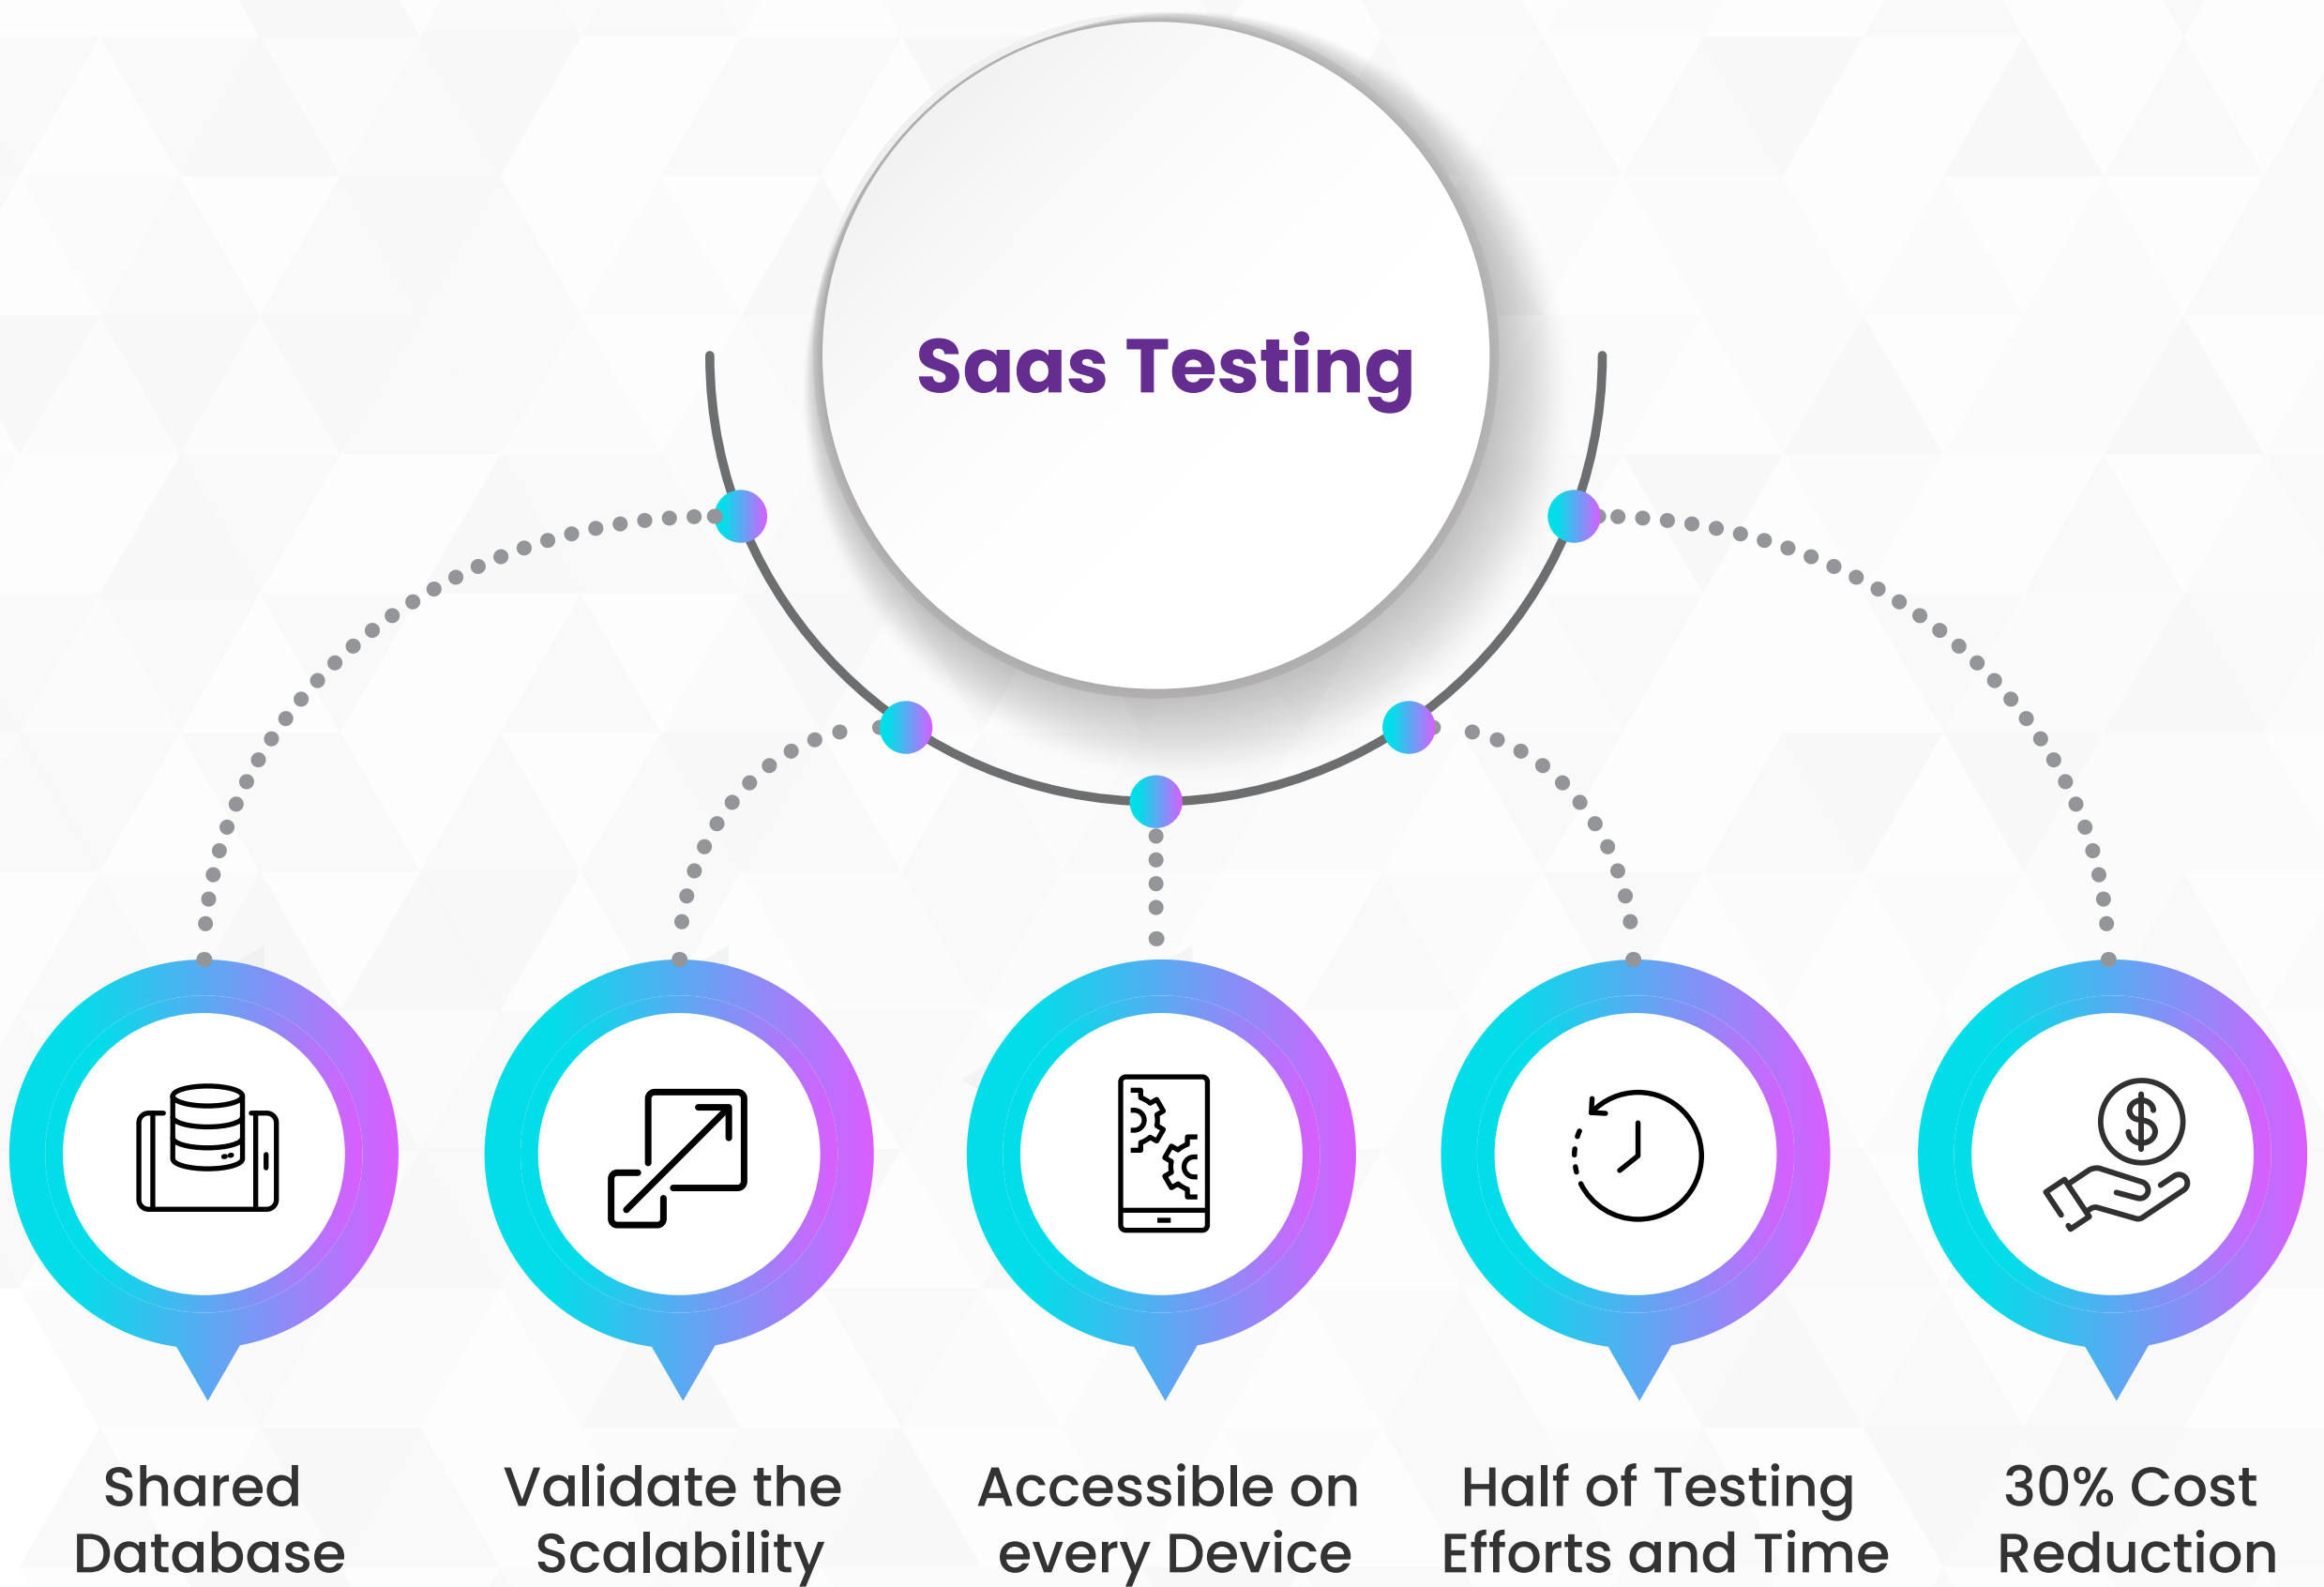 Saas Testing
Shared
Database
Validate the
Scalability
Accessible on
every Device
Half of Testing
Efforts and Time
30% Cost
Reduction